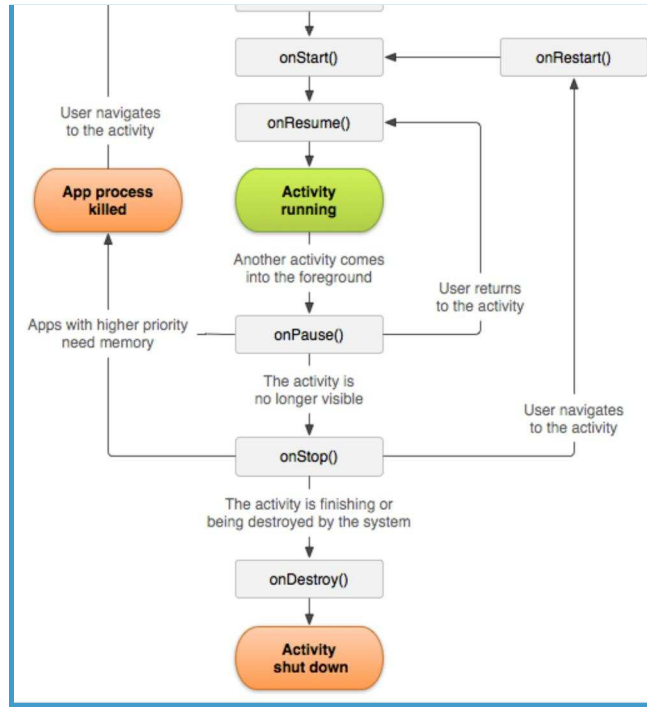 onStart()
onRestart()
User navigates
to the activity
onResume()
App process
killed
Activity
running
Another activity comes
into the foreground
User returns
to the activity
Apps with higher priority
need memory
onPause()
The activity is
no longer visible
User navigates
to the activity
onStop()
The activity is finishing or
being destroyed by the system
onDestroy()
Activity
shut down